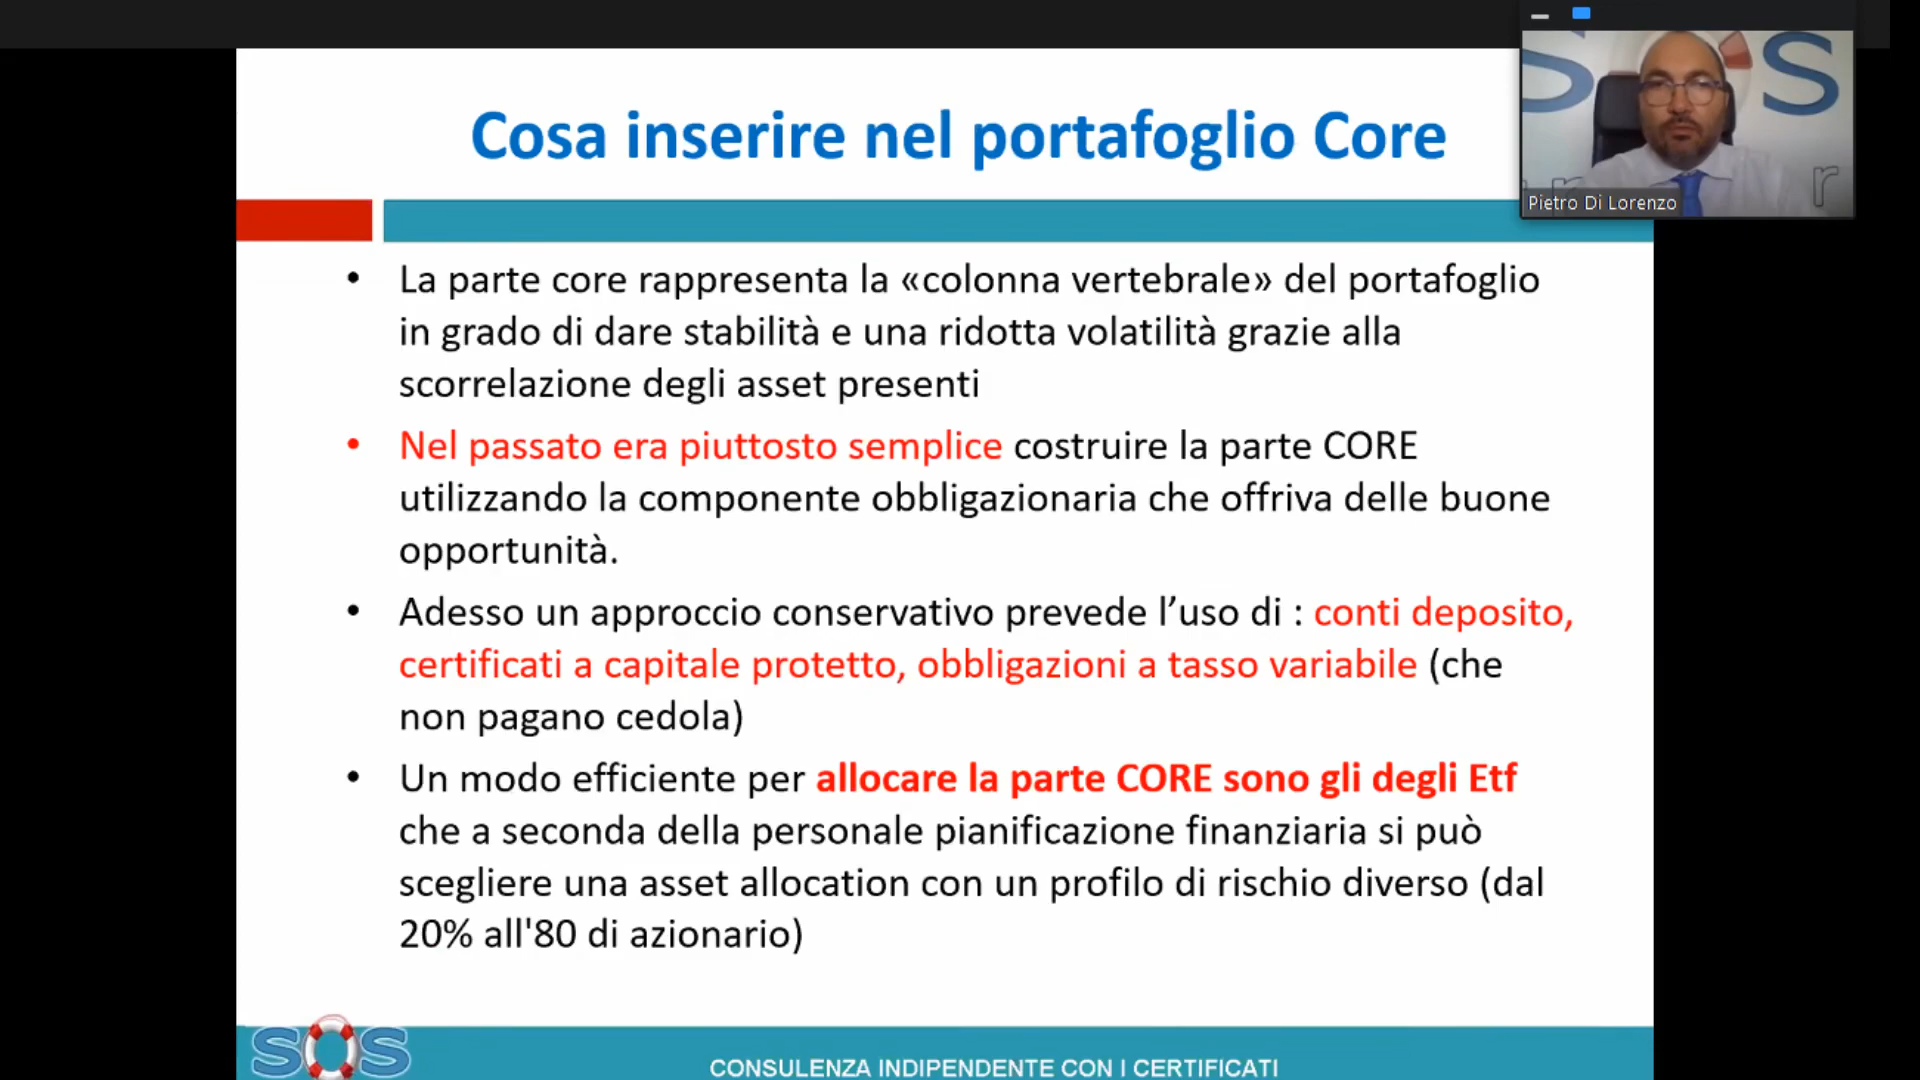 Cosa inserire nel portafoglio Core
SOS
Pietro Di Lorenzo
• La parte core rappresenta la «colonna vertebrale» del portafoglio
in grado di dare stabilità e una ridotta volatilità grazie alla
scorrelazione degli asset presenti
• Nel passato era piuttosto semplice costruire la parte CORE
utilizzando la componente obbligazionaria che offriva delle buone
opportunità.
• Adesso un approccio conservativo prevede l’uso di : conti deposito,
certificati a capitale protetto, obbligazioni a tasso variabile (che
non pagano cedola)
• Un modo efficiente per allocare la parte CORE sono gli degli Etf
che a seconda della personale pianificazione finanziaria si può
scegliere una asset allocation con un profilo di rischio diverso (dal
20% all'80 di azionario)
SOS
CONSULENZA INDIPENDENTE CON I CERTIFICATI